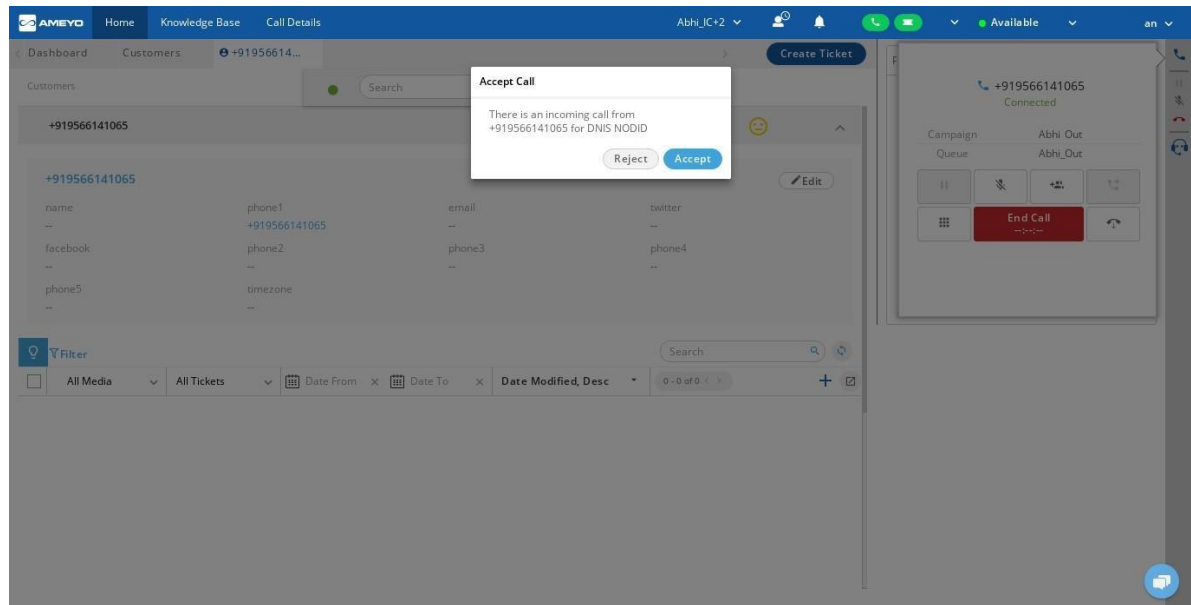 AMEYO Home Knowledge Base Call Details Abhi_IC+2 Available an
Dashboard Customers +91956614... Create Ticket
Customers Search
Accept Call
There is an incoming call from
+919566141065 for DNIS NODID
Reject Accept
+919566141065
+919566141065 Edit
name phone1 email twitter
-- +919566141065 -- --
facebook phone2 phone3 phone4
-- -- -- --
phone5 timezone
-- --
Filter Search
All Media All Tickets Date From Date To Date Modified, Desc 0 - 0 of 0
+919566141065
Connected
Campaign Abhi Out
Queue Abhi_Out
End Call
--:--:--